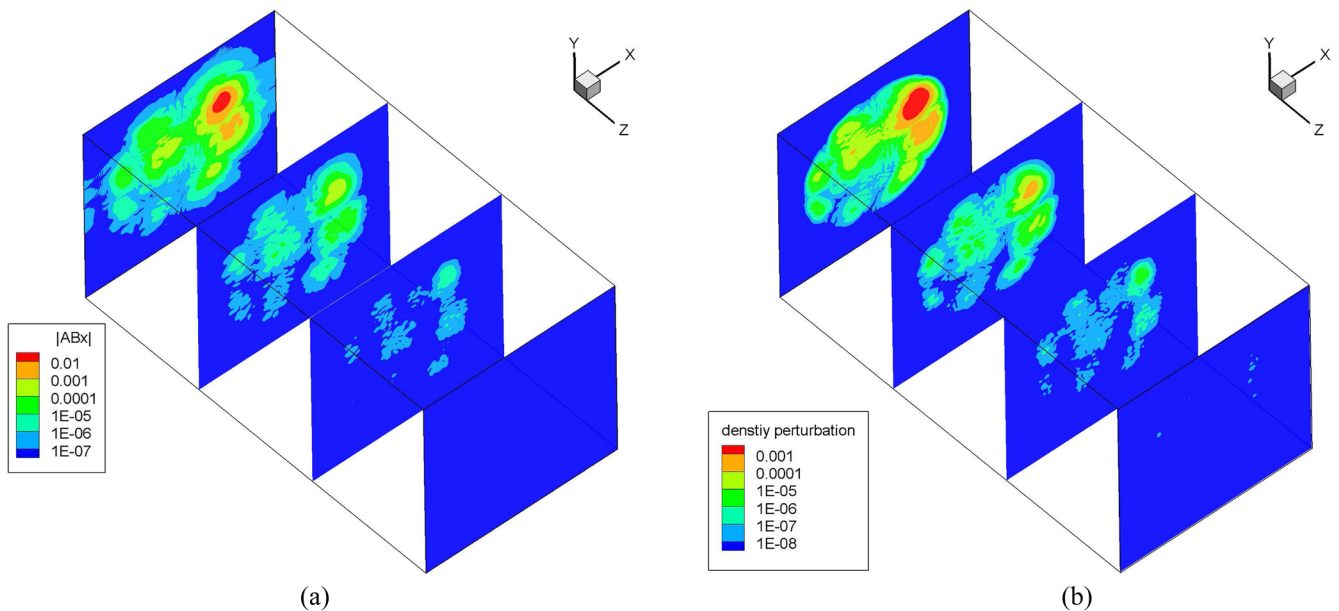 Y
X
Z
|ABx|
0.01
0.001
0.0001
1E-05
1E-06
1E-07
(a)
Y
X
Z
denstiy perturbation
0.001
0.0001
1E-05
1E-06
1E-07
1E-08
(b)